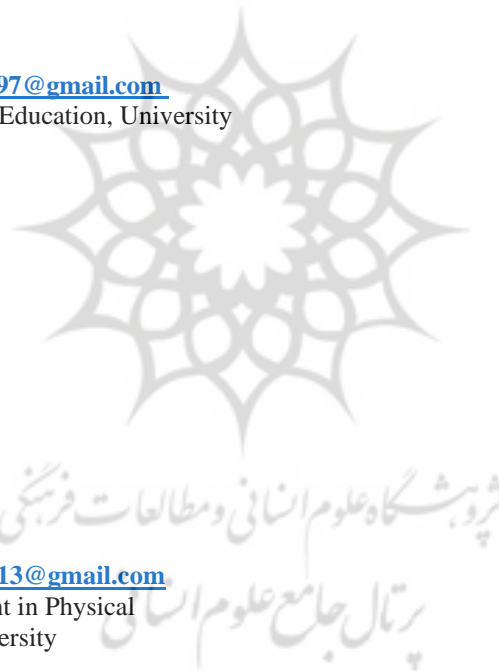 97@gmail.com
Education, University
پژوهشگاه علوم انسانی و مطالعات فرهنگی
13@gmail.com
nt in Physical
پرتال جامع علوم انسانی
ersity